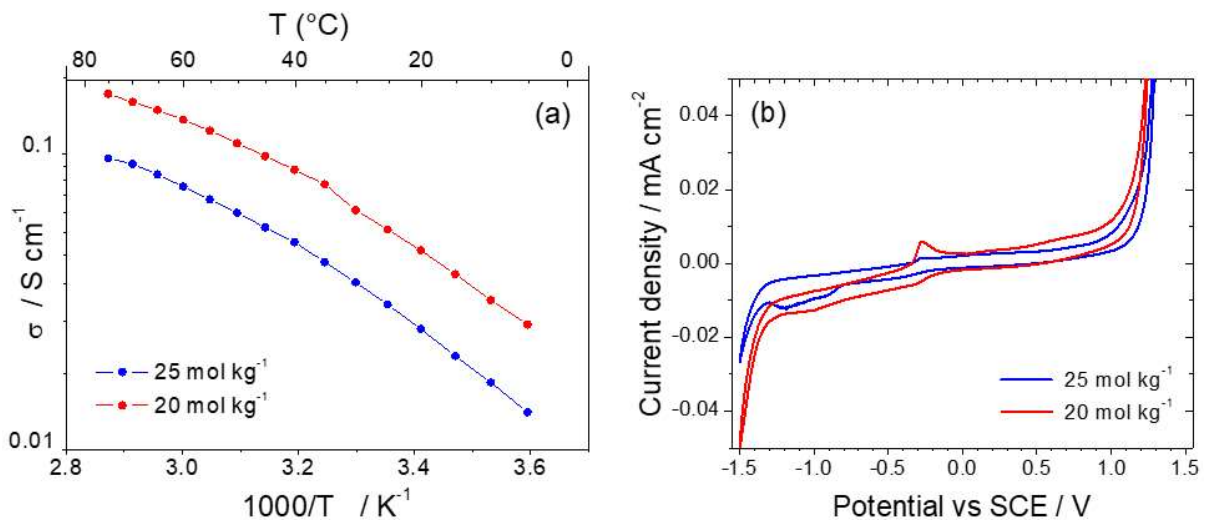 T (°C)
80 60 40 20 0
(a)
0.1
0.01
σ / S cm⁻¹
25 mol kg⁻¹
20 mol kg⁻¹
2.8 3.0 3.2 3.4 3.6
1000/T / K⁻¹
(b)
0.04
0.02
0.00
-0.02
-0.04
Current density / mA cm⁻²
25 mol kg⁻¹
20 mol kg⁻¹
-1.5 -1.0 -0.5 0.0 0.5 1.0 1.5
Potential vs SCE / V